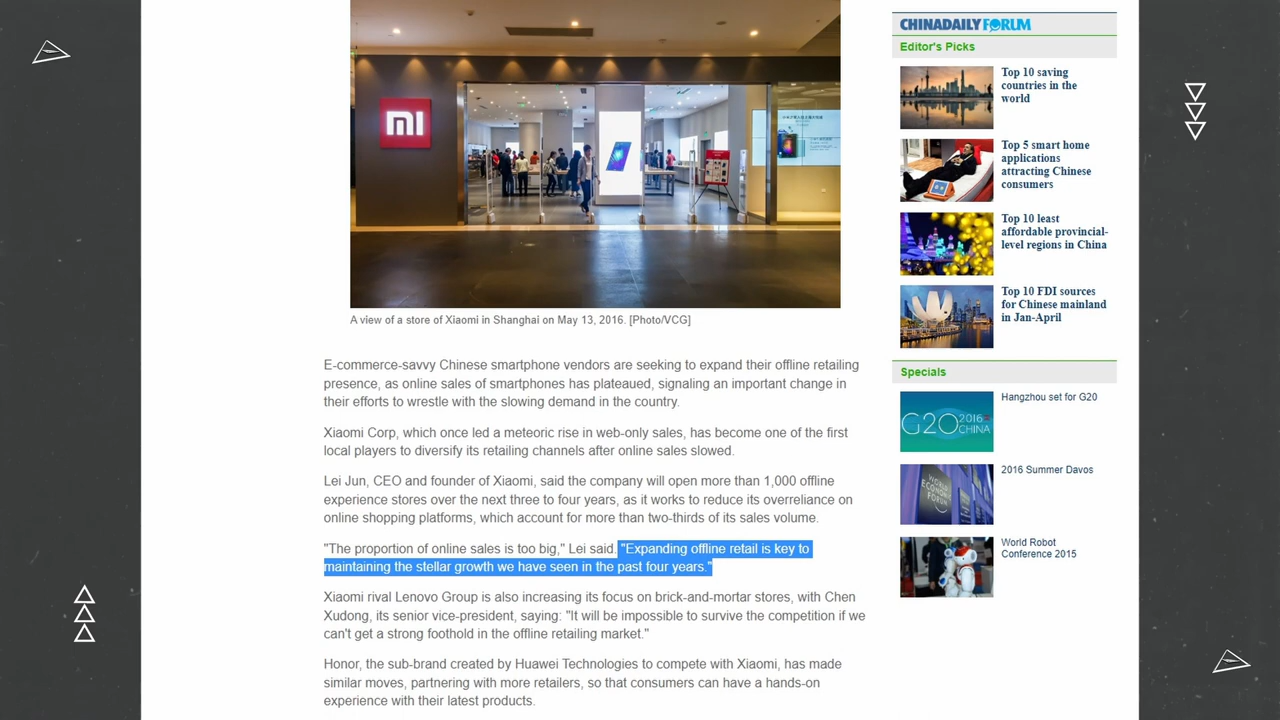 mi
A view of a store of Xiaomi in Shanghai on May 13, 2016. [Photo/VCG]
E-commerce-savvy Chinese smartphone vendors are seeking to expand their offline retailing
presence, as online sales of smartphones has plateaued, signaling an important change in
their efforts to wrestle with the slowing demand in the country.
Xiaomi Corp, which once led a meteoric rise in web-only sales, has become one of the first
local players to diversify its retailing channels after online sales slowed.
Lei Jun, CEO and founder of Xiaomi, said the company will open more than 1,000 offline
experience stores over the next three to four years, as it works to reduce its overreliance on
online shopping platforms, which account for more than two-thirds of its sales volume.
"The proportion of online sales is too big," Lei said. "Expanding offline retail is key to
maintaining the stellar growth we have seen in the past four years."
Xiaomi rival Lenovo Group is also increasing its focus on brick-and-mortar stores, with Chen
Xudong, its senior vice-president, saying: "It will be impossible to survive the competition if we
can't get a strong foothold in the offline retailing market."
Honor, the sub-brand created by Huawei Technologies to compete with Xiaomi, has made
similar moves, partnering with more retailers, so that consumers can have a hands-on
experience with their latest products.
CHINADAILY FORUM
Editor's Picks
Top 10 saving
countries in the
world
Top 5 smart home
applications
attracting Chinese
consumers
Top 10 least
affordable provincial-
level regions in China
Top 10 FDI sources
for Chinese mainland
in Jan-April
Specials
G20 2016
CHINA
Hangzhou set for G20
WORLD
ECONOMIC
FORUM
2016 Summer Davos
World Robot
Conference 2015